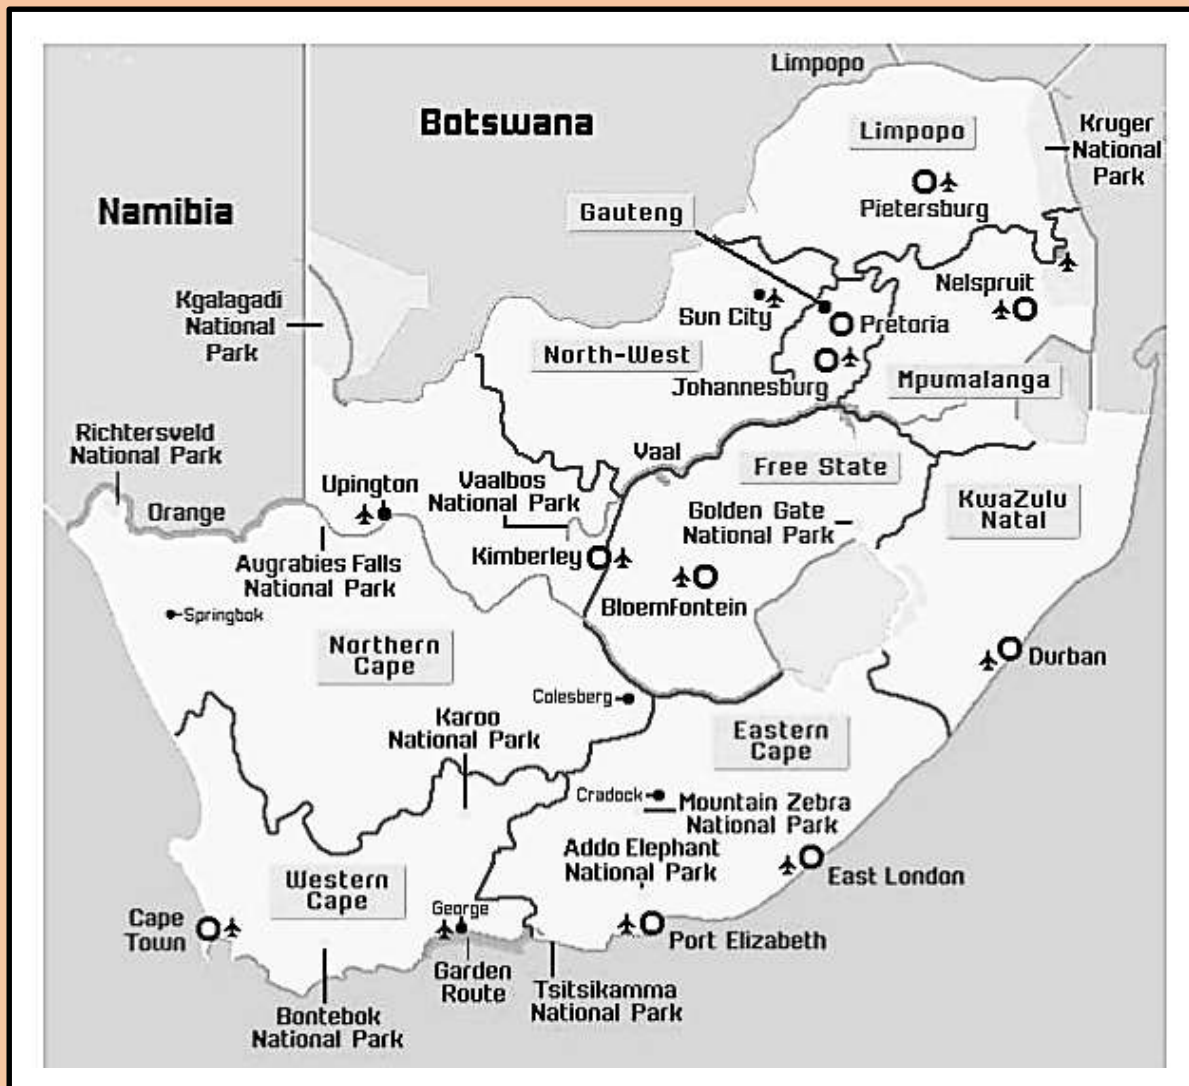 Limpopo
Botswana
Limpopo
Kruger
National
Park
Namibia
Gauteng
Pietersburg
Kgalagadi
National
Park
Nelspruit
Sun City
Pretoria
North-West
Johannesburg
Mpumalanga
Richtersveld
National Park
Vaal
Free State
Upington
Vaalbos
National Park
Orange
KwaZulu
Natal
Golden Gate
National
Park
Augrabies Falls
National Park
Kimberley
Bloemfontein
Springbok
Northern
Cape
Durban
Colesberg
Karoo
National Park
Eastern
Cape
Cradock
Mountain Zebra
National Park
Addo Elephant
National Park
Western
Cape
East London
George
Cape
Town
Port Elizabeth
Garden
Route
Tsitsikamma
National Park
Bontebok
National Park